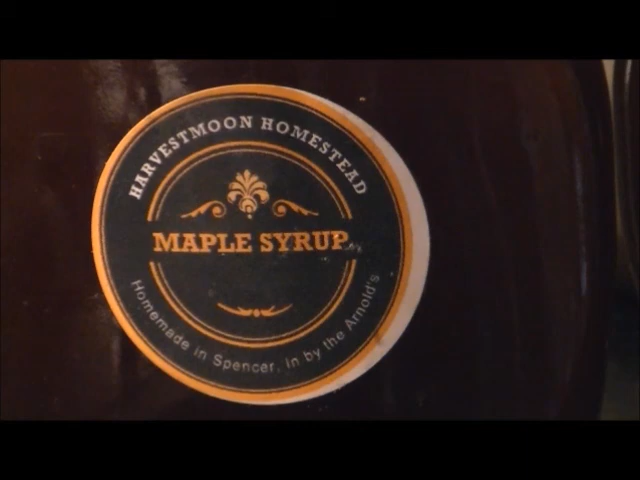 HARVESTMOON HOMESTEAD
MAPLE SYRUP
Homemade in Spencer, in by the Arnold's